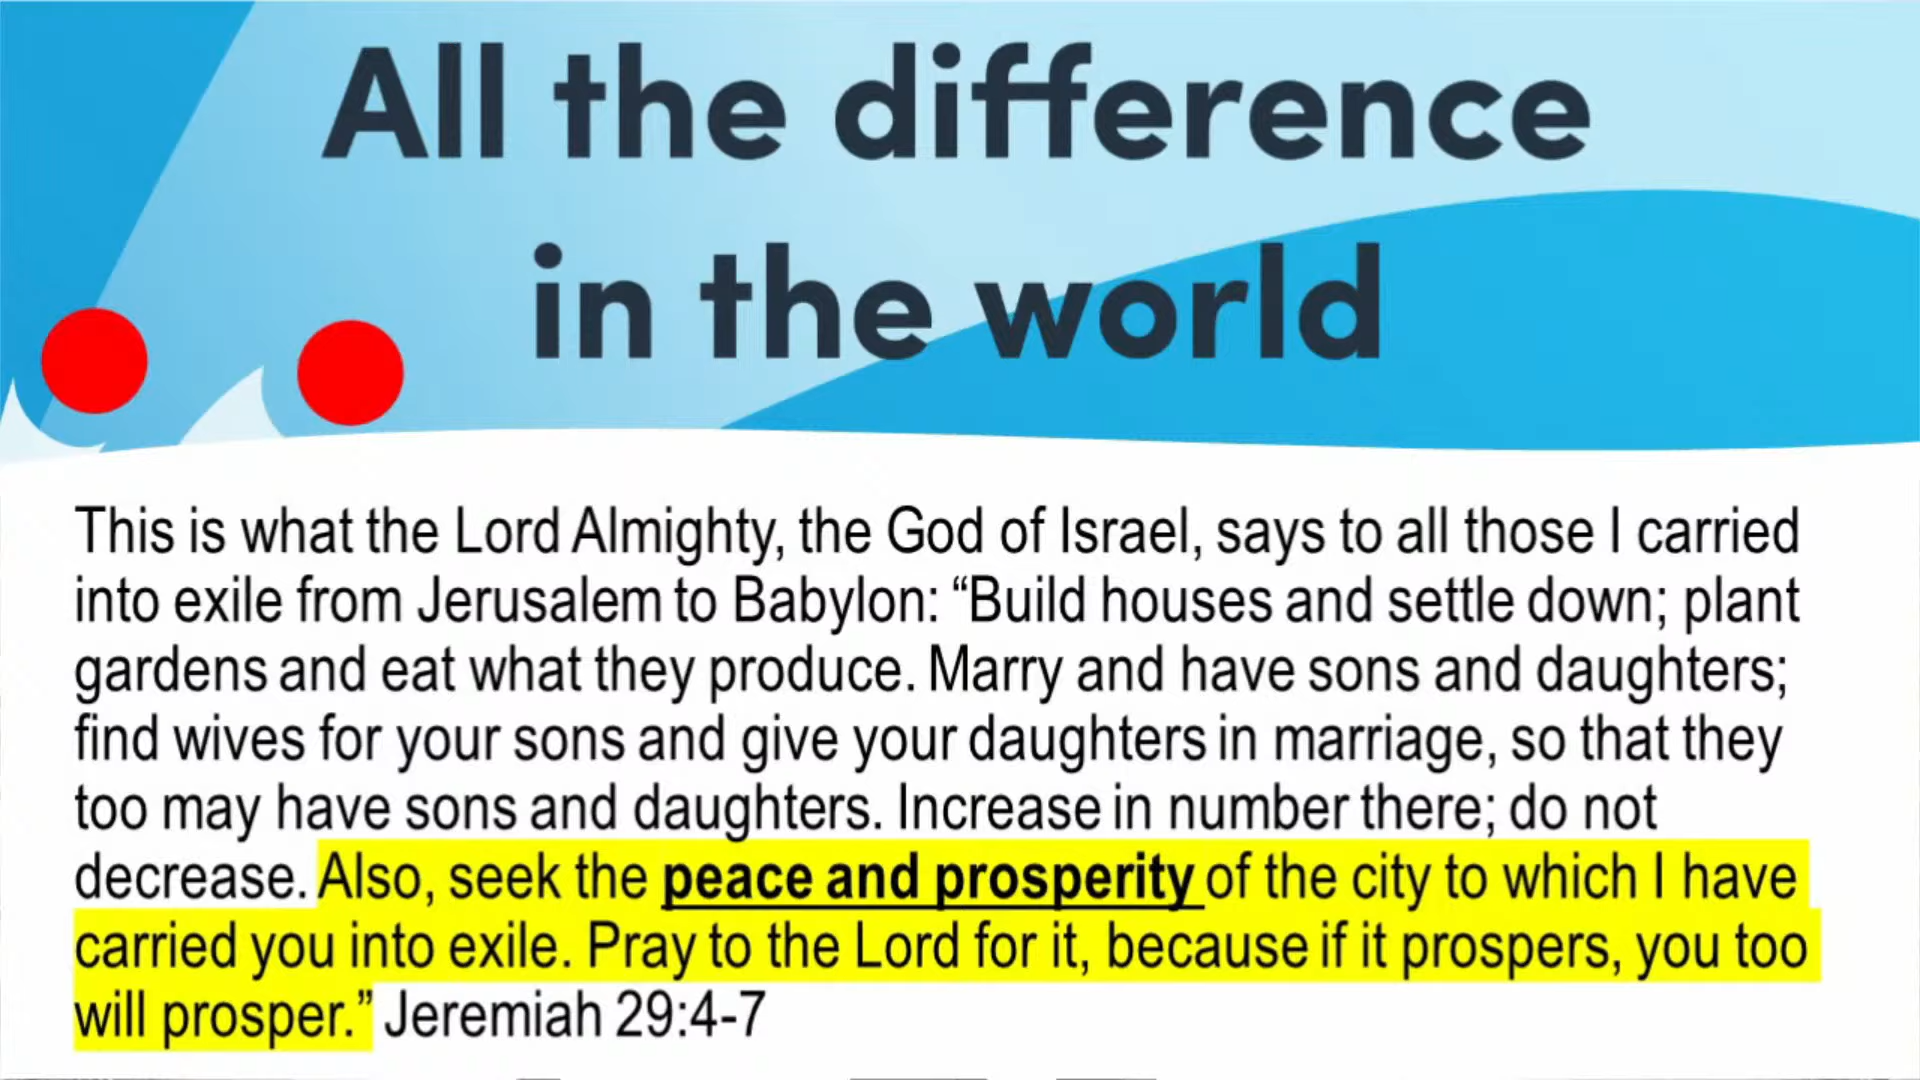 All the difference
in the world
This is what the Lord Almighty, the God of Israel, says to all those I carried
into exile from Jerusalem to Babylon: “Build houses and settle down; plant
gardens and eat what they produce. Marry and have sons and daughters;
find wives for your sons and give your daughters in marriage, so that they
too may have sons and daughters. Increase in number there; do not
decrease. Also, seek the peace and prosperity of the city to which I have
carried you into exile. Pray to the Lord for it, because if it prospers, you too
will prosper.” Jeremiah 29:4-7